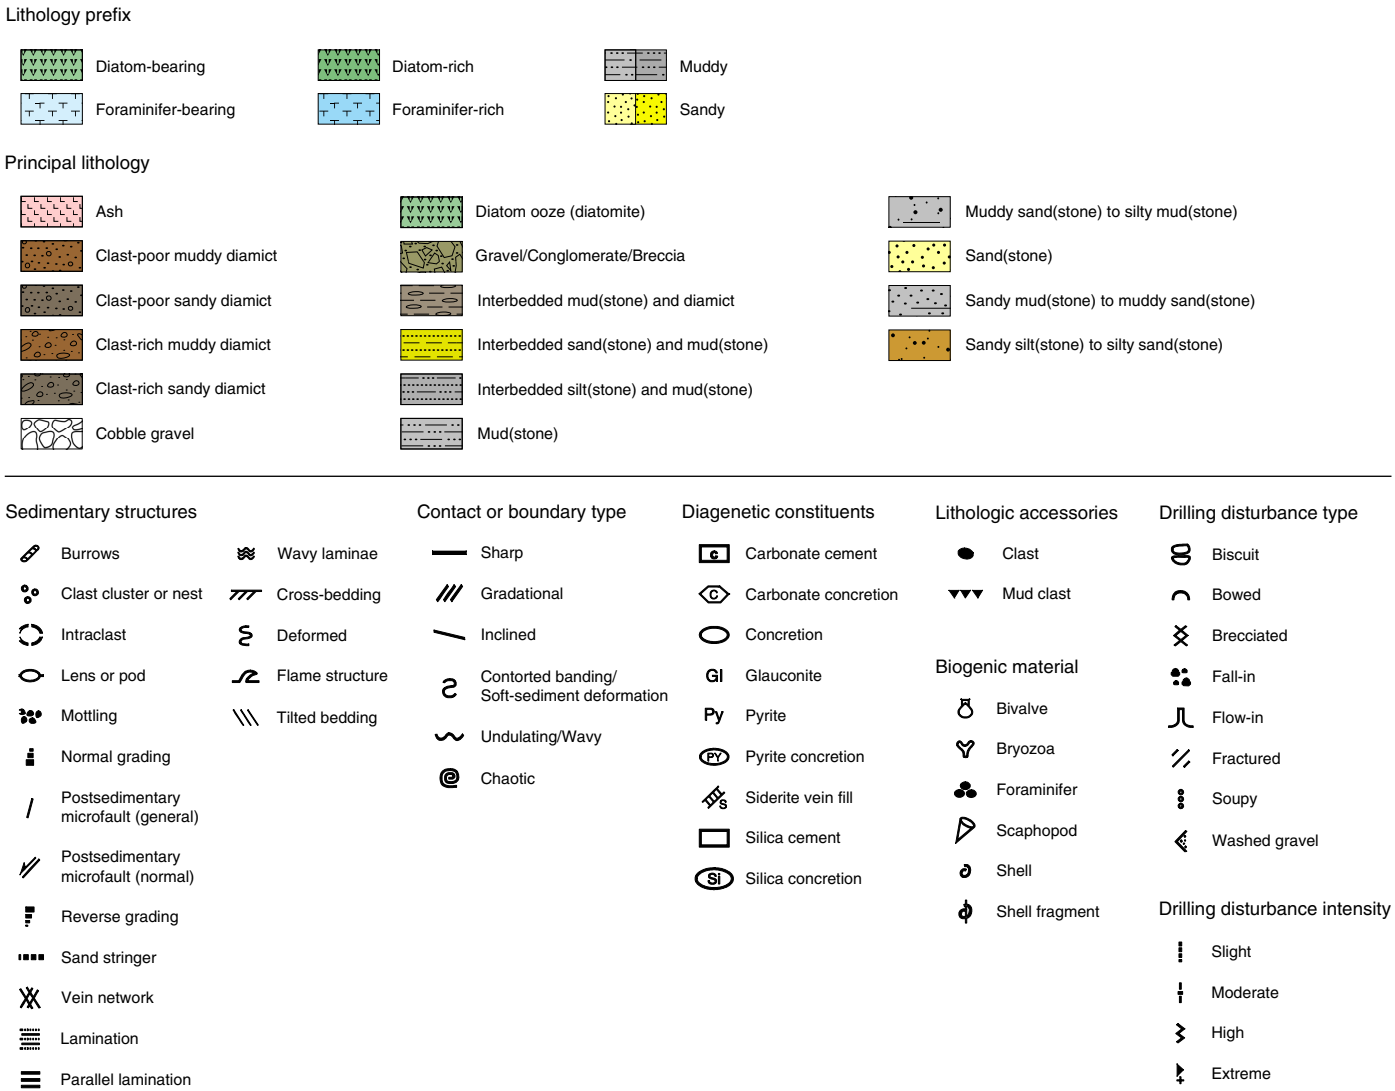 Lithology prefix
Diatom-bearing
Diatom-rich
Muddy
Foraminifer-bearing
Foraminifer-rich
Sandy
Principal lithology
Ash
Clast-poor muddy diamict
Clast-poor sandy diamict
Clast-rich muddy diamict
Clast-rich sandy diamict
Cobble gravel
Diatom ooze (diatomite)
Gravel/Conglomerate/Breccia
Interbedded mud(stone) and diamict
Interbedded sand(stone) and mud(stone)
Interbedded silt(stone) and mud(stone)
Mud(stone)
Muddy sand(stone) to silty mud(stone)
Sand(stone)
Sandy mud(stone) to muddy sand(stone)
Sandy silt(stone) to silty sand(stone)
Sedimentary structures
Burrows
Clast cluster or nest
Intraclast
Lens or pod
Mottling
Normal grading
Postsedimentary
microfault (general)
Postsedimentary
microfault (normal)
Reverse grading
Sand stringer
Vein network
Lamination
Parallel lamination
Wavy laminae
Cross-bedding
Deformed
Flame structure
Tilted bedding
Contact or boundary type
Sharp
Gradational
Inclined
Contorted banding/
Soft-sediment deformation
Undulating/Wavy
Chaotic
Diagenetic constituents
c Carbonate cement
C Carbonate concretion
Concretion
Gl Glauconite
Py Pyrite
PY Pyrite concretion
S Siderite vein fill
Silica cement
Si Silica concretion
Lithologic accessories
Clast
Mud clast
Biogenic material
Bivalve
Bryozoa
Foraminifer
Scaphopod
Shell
Shell fragment
Drilling disturbance type
Biscuit
Bowed
Brecciated
Fall-in
Flow-in
Fractured
Soupy
Washed gravel
Drilling disturbance intensity
Slight
Moderate
High
Extreme